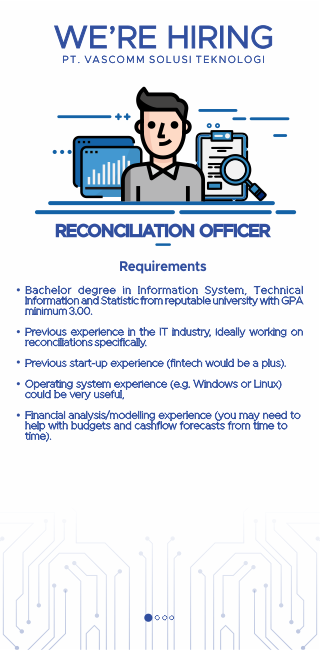 WE'RE HIRING
PT. VASCOMM SOLUSI TEKNOLOGI
RECONCILIATION OFFICER
Requirements
• Bachelor degree in Information System, Technical
Information and Statistic from reputable university with GPA
minimum 3.00.
• Previous experience in the IT industry, ideally working on
reconciliations specifically.
• Previous start-up experience (fintech would be a plus).
• Operating system experience (e.g. Windows or Linux)
could be very useful,
• Financial analysis/modelling experience (you may need to
help with budgets and cashflow forecasts from time to
time).